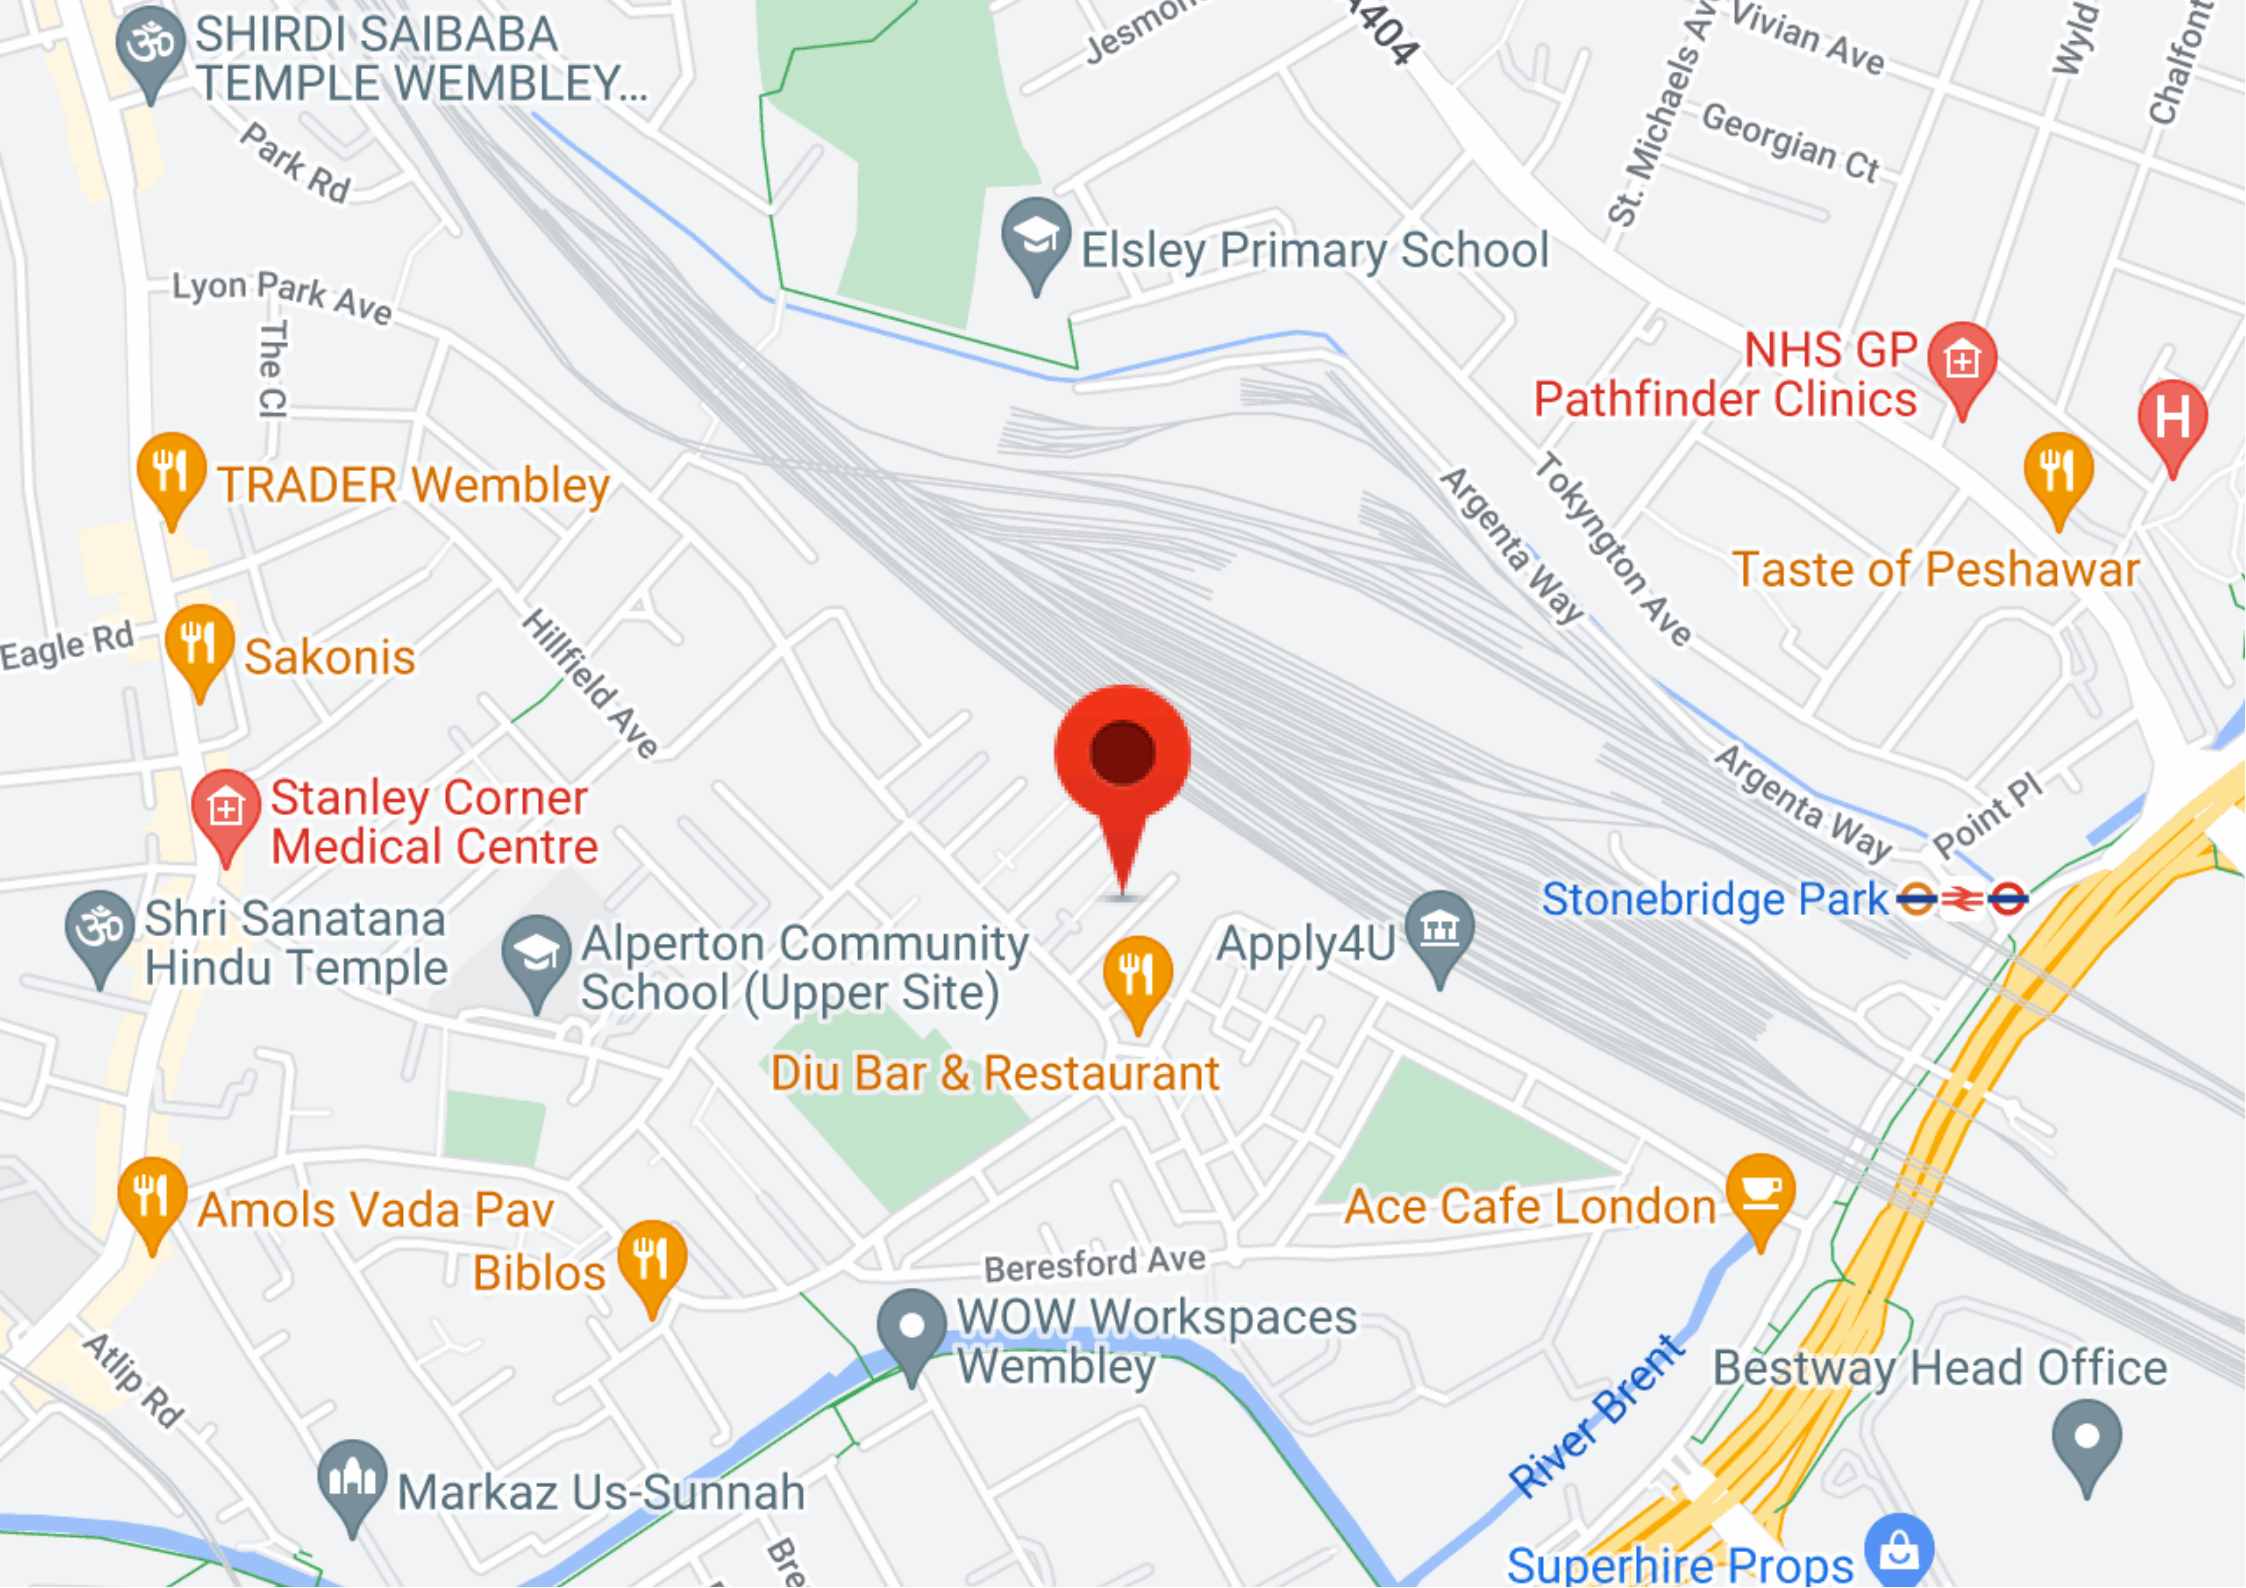 SHIRDI SAIBABA
TEMPLE WEMBLEY...
Jesmon
A404
Vivian Ave
Wyld
Chalfont
St. Michaels Av
Georgian Ct
Park Rd
Elsley Primary School
Lyon Park Ave
The Cl
NHS GP
Pathfinder Clinics
H
TRADER Wembley
Argenta Way
Tokyngton Ave
Taste of Peshawar
Eagle Rd
Sakonis
Hillfield Ave
Stanley Corner
Medical Centre
Argenta Way
Point Pl
Stonebridge Park
Shri Sanatana
Hindu Temple
Alperton Community
School (Upper Site)
Apply4U
Diu Bar & Restaurant
Amols Vada Pav
Biblos
Ace Cafe London
Beresford Ave
WOW Workspaces
Wembley
Atlip Rd
River Brent
Bestway Head Office
Markaz Us-Sunnah
Bre
Superhire Props